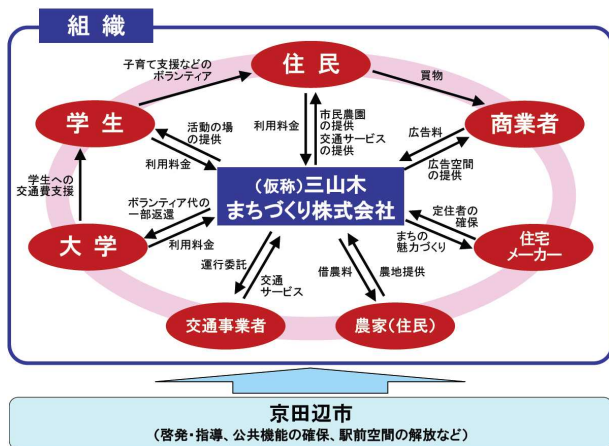 組織
子育て支援などの
ボランティア
住民
買物
学生
活動の場
の提供
利用料金
利用料金
市民農園
の提供
交通サービス
の提供
広告料
広告空間
の提供
商業者
学生への
交通費支援
(仮称)三山木
まちづくり株式会社
ボランティア代の
一部返還
利用料金
大学
定住者の
確保
まちの
魅力づくり
住宅
メーカー
運行委託
交通
サービス
借農料
農地提供
交通事業者
農家(住民)
京田辺市
(啓発・指導、公共機能の確保、駅前空間の解放など)